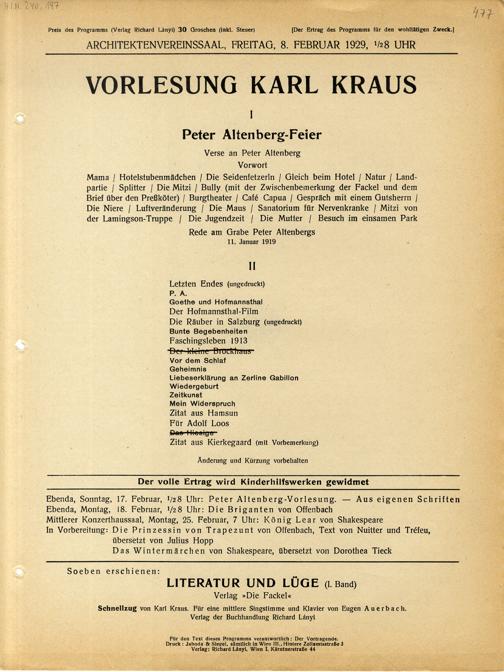 H.I.N. 240.197
477
Preis des Programms (Verlag Richard Lányi) 30 Groschen (inkl. Steuer)
[Der Ertrag des Programms für den wohltätigen Zweck.]
ARCHITEKTENVEREINSSAAL, FREITAG, 8. FEBRUAR 1929, ½8 UHR
VORLESUNG KARL KRAUS
I
Peter Altenberg-Feier
Verse an Peter Altenberg
Vorwort
Mama / Hotelstubenmädchen / Die Seidenfetzerln / Gleich beim Hotel / Natur / Land-
partie / Splitter / Die Mitzi / Bully (mit der Zwischenbemerkung der Fackel und dem
Brief über den Preßköter) / Burgtheater / Café Capua / Gespräch mit einem Gutsherrn /
Die Niere / Luftveränderung / Die Maus / Sanatorium für Nervenkranke / Mitzi von
der Lamingson-Truppe / Die Jugendzeit / Die Mutter / Besuch im einsamen Park
Rede am Grabe Peter Altenbergs
11. Januar 1919
II
Letzten Endes (ungedruckt)
P. A.
Goethe und Hofmannsthal
Der Hofmannsthal-Film
Die Räuber in Salzburg (ungedruckt)
Bunte Begebenheiten
Faschingsleben 1913
Der kleine Brockhaus
Vor dem Schlaf
Geheimnis
Liebeserklärung an Zerline Gabillon
Wiedergeburt
Zeitkunst
Mein Widerspruch
Zitat aus Hamsun
Für Adolf Loos
Das Hiesige
Zitat aus Kierkegaard (mit Vorbemerkung)
Änderung und Kürzung vorbehalten
Der volle Ertrag wird Kinderhilfswerken gewidmet
Ebenda, Sonntag, 17. Februar, ½8 Uhr: Peter Altenberg-Vorlesung. — Aus eigenen Schriften
Ebenda, Montag, 18. Februar, ½8 Uhr: Die Briganten von Offenbach
Mittlerer Konzerthaussaal, Montag, 25. Februar, 7 Uhr: König Lear von Shakespeare
In Vorbereitung: Die Prinzessin von Trapezunt von Offenbach, Text von Nuitter und Tréfeu,
übersetzt von Julius Hopp
Das Wintermärchen von Shakespeare, übersetzt von Dorothea Tieck
Soeben erschienen:
LITERATUR UND LÜGE (I. Band)
Verlag »Die Fackel«
Schnellzug von Karl Kraus. Für eine mittlere Singstimme und Klavier von Eugen Auerbach.
Verlag der Buchhandlung Richard Lányi
Für den Text dieses Programms verantwortlich: Der Vortragende.
Druck: Jahoda & Siegel, sämtlich in Wien III., Hintere Zollamtsstraße 3
Verlag: Richard Lányi, Wien I, Kärntnerstraße 44